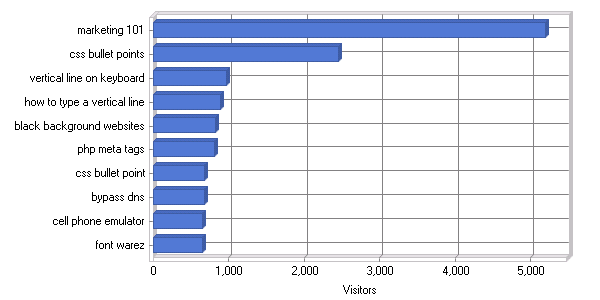 marketing 101
css bullet points
vertical line on keyboard
how to type a vertical line
black background websites
php meta tags
css bullet point
bypass dns
cell phone emulator
font warez
0 1,000 2,000 3,000 4,000 5,000
Visitors